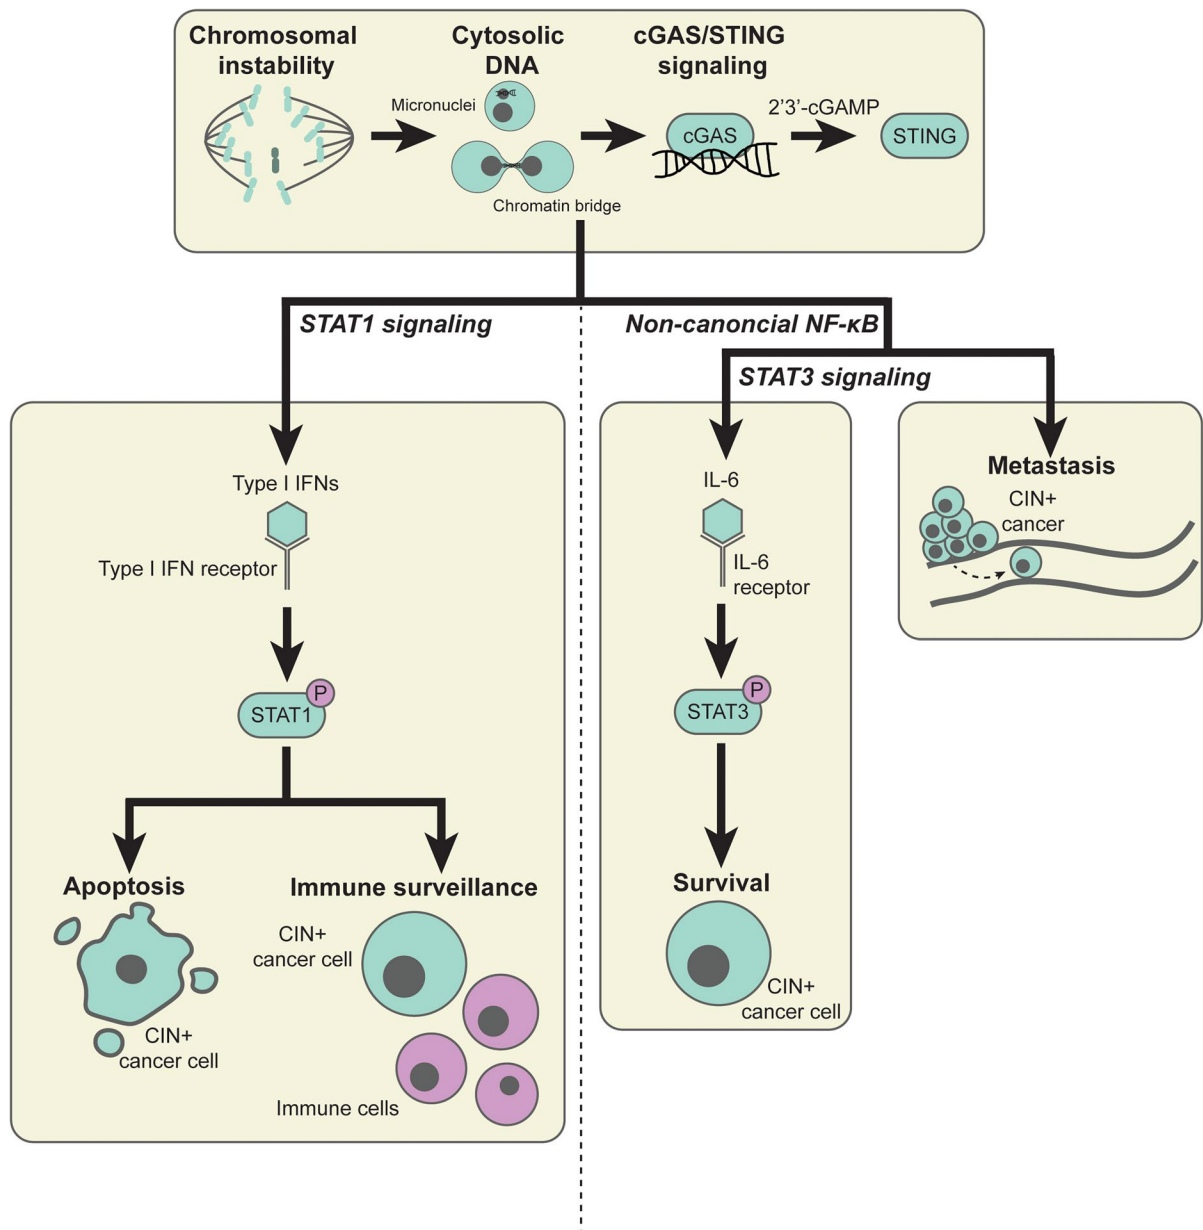 Chromosomal
instability
Cytosolic
DNA
cGAS/STING
signaling
Micronuclei
Chromatin bridge
cGAS
2'3'-cGAMP
STING
STAT1 signaling
Non-canoncial NF-κB
STAT3 signaling
Type I IFNs
Type I IFN receptor
P
STAT1
Apoptosis
CIN+
cancer cell
Immune surveillance
CIN+
cancer cell
Immune cells
IL-6
IL-6
receptor
P
STAT3
Survival
CIN+
cancer cell
Metastasis
CIN+
cancer